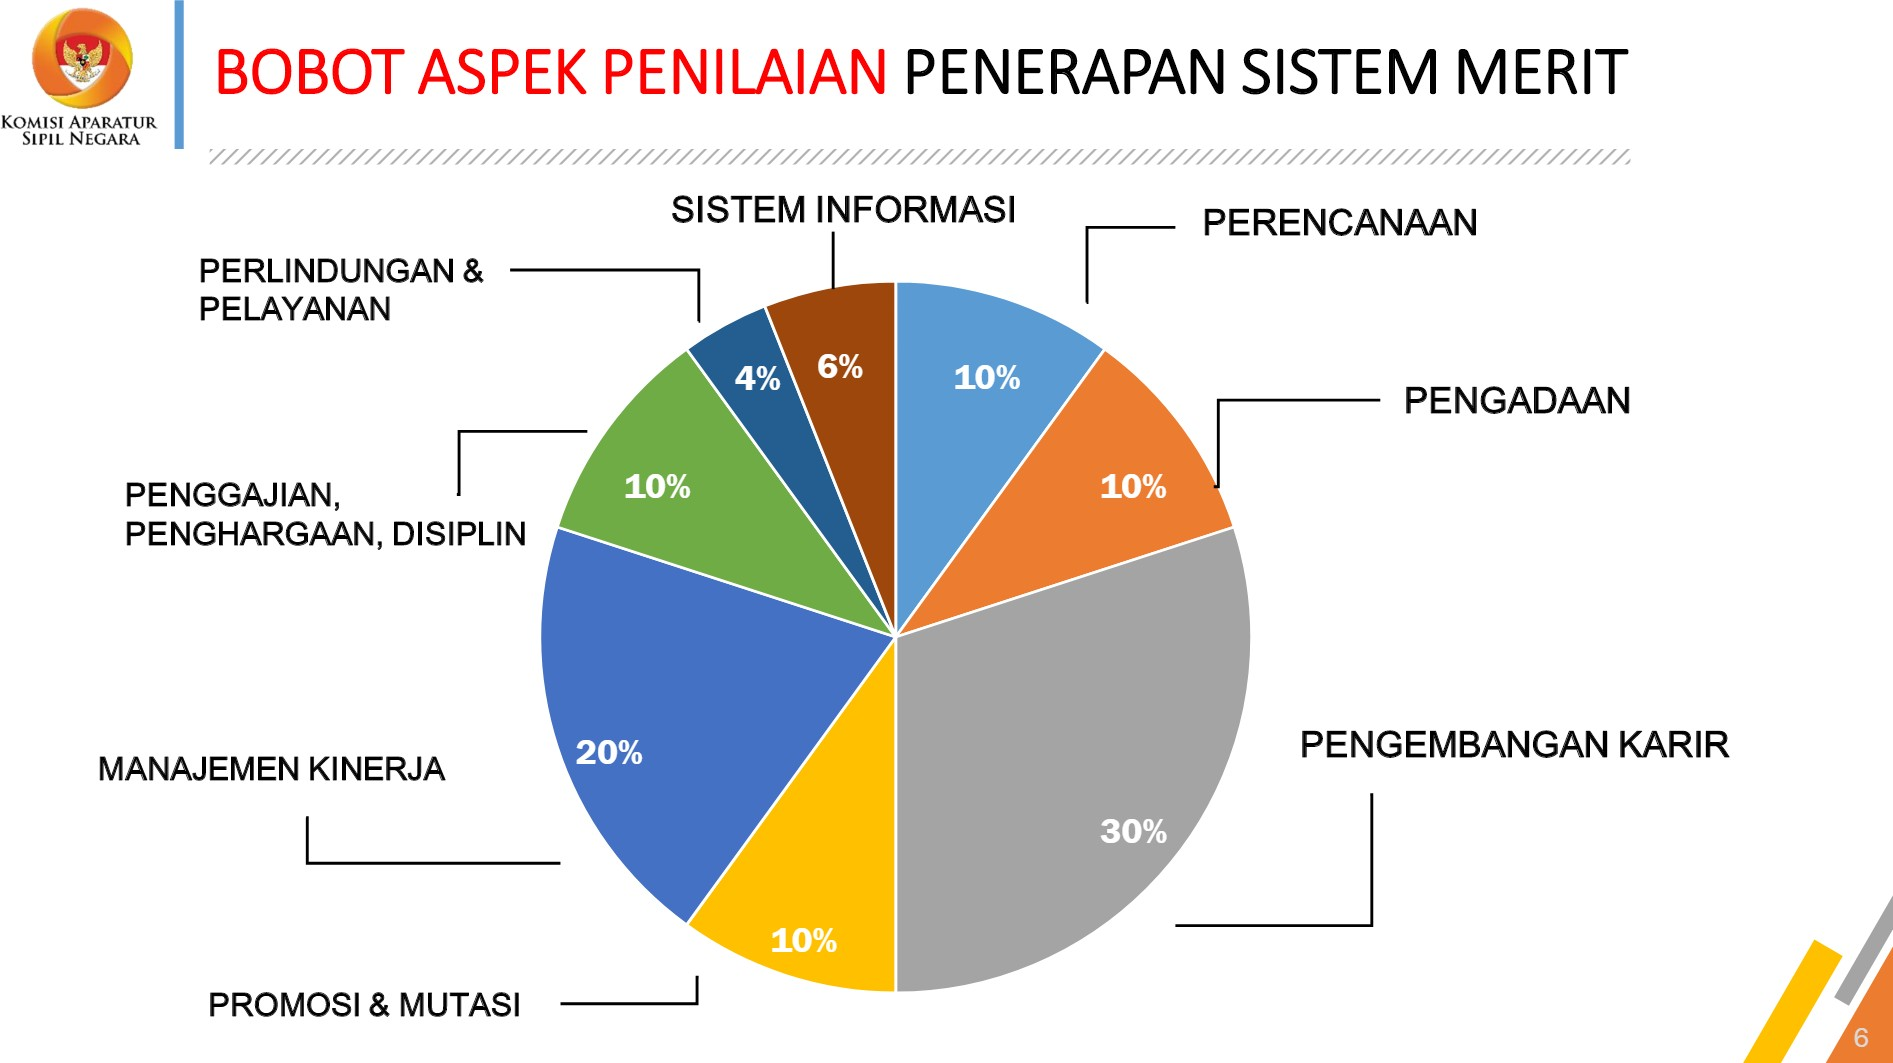 KOMISI APARATUR
SIPIL NEGARA
BOBOT ASPEK PENILAIAN PENERAPAN SISTEM MERIT
SISTEM INFORMASI
PERENCANAAN
PERLINDUNGAN &
PELAYANAN
PENGADAAN
PENGGAJIAN,
PENGHARGAAN, DISIPLIN
MANAJEMEN KINERJA
PENGEMBANGAN KARIR
PROMOSI & MUTASI
4%
6%
10%
10%
10%
20%
30%
10%
6